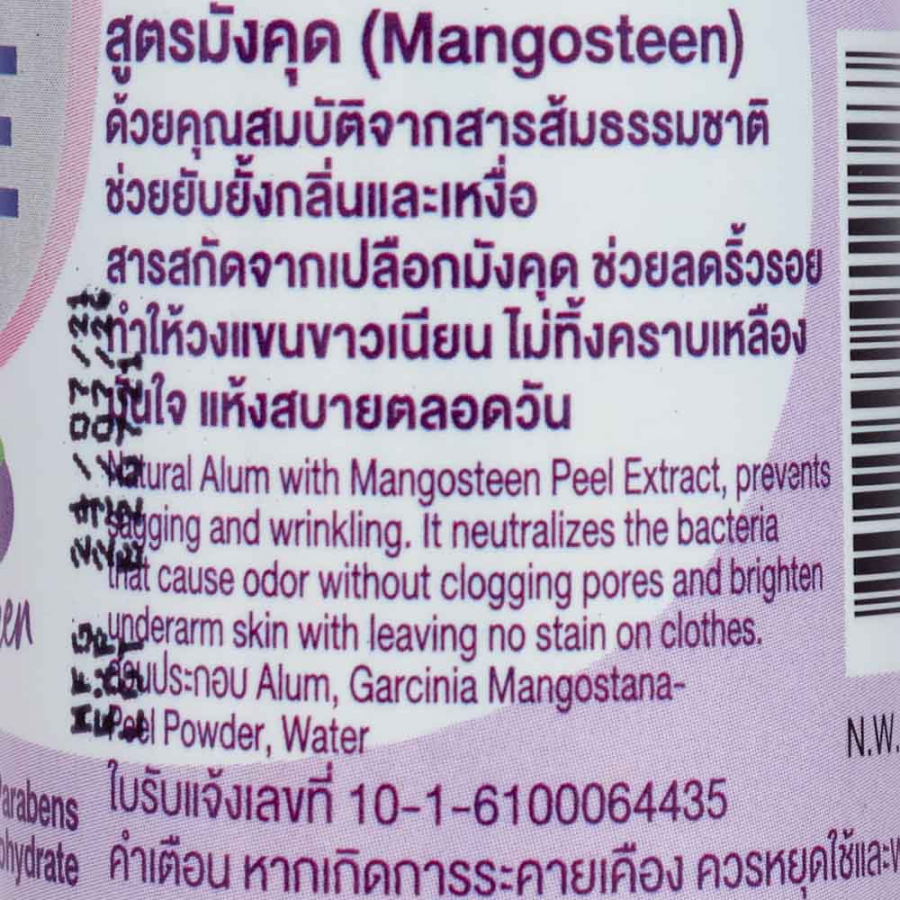 สูตรมังคุด (Mangosteen)
ด้วยคุณสมบัติจากสารส้มธรรมชาติ
ช่วยยับยั้งกลิ่นและเหงื่อ
สารสกัดจากเปลือกมังคุด ช่วยลดริ้วรอย
ทำให้วงแขนขาวเนียน ไม่ทิ้งคราบเหลือง
มั่นใจ แห้งสบายตลอดวัน
Natural Alum with Mangosteen Peel Extract, prevents
sagging and wrinkling. It neutralizes the bacteria
that cause odor without clogging pores and brighten
underarm skin with leaving no stain on clothes.
ส่วนประกอบ Alum, Garcinia Mangostana-
Peel Powder, Water
ใบรับแจ้งเลขที่ 10-1-6100064435
คำเตือน หากเกิดการระคายเคือง ควรหยุดใช้และ
Parabens
N.W.